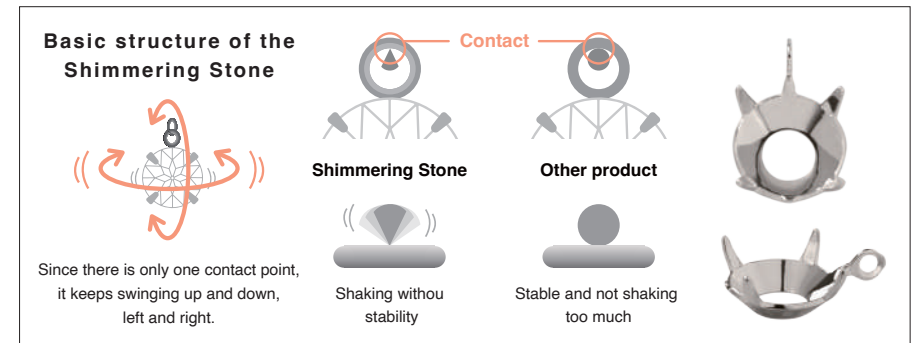 Basic structure of the
Shimmering Stone
Since there is only one contact point,
it keeps swinging up and down,
left and right.
Contact
Shimmering Stone
Other product
Shaking withou
stability
Stable and not shaking
too much